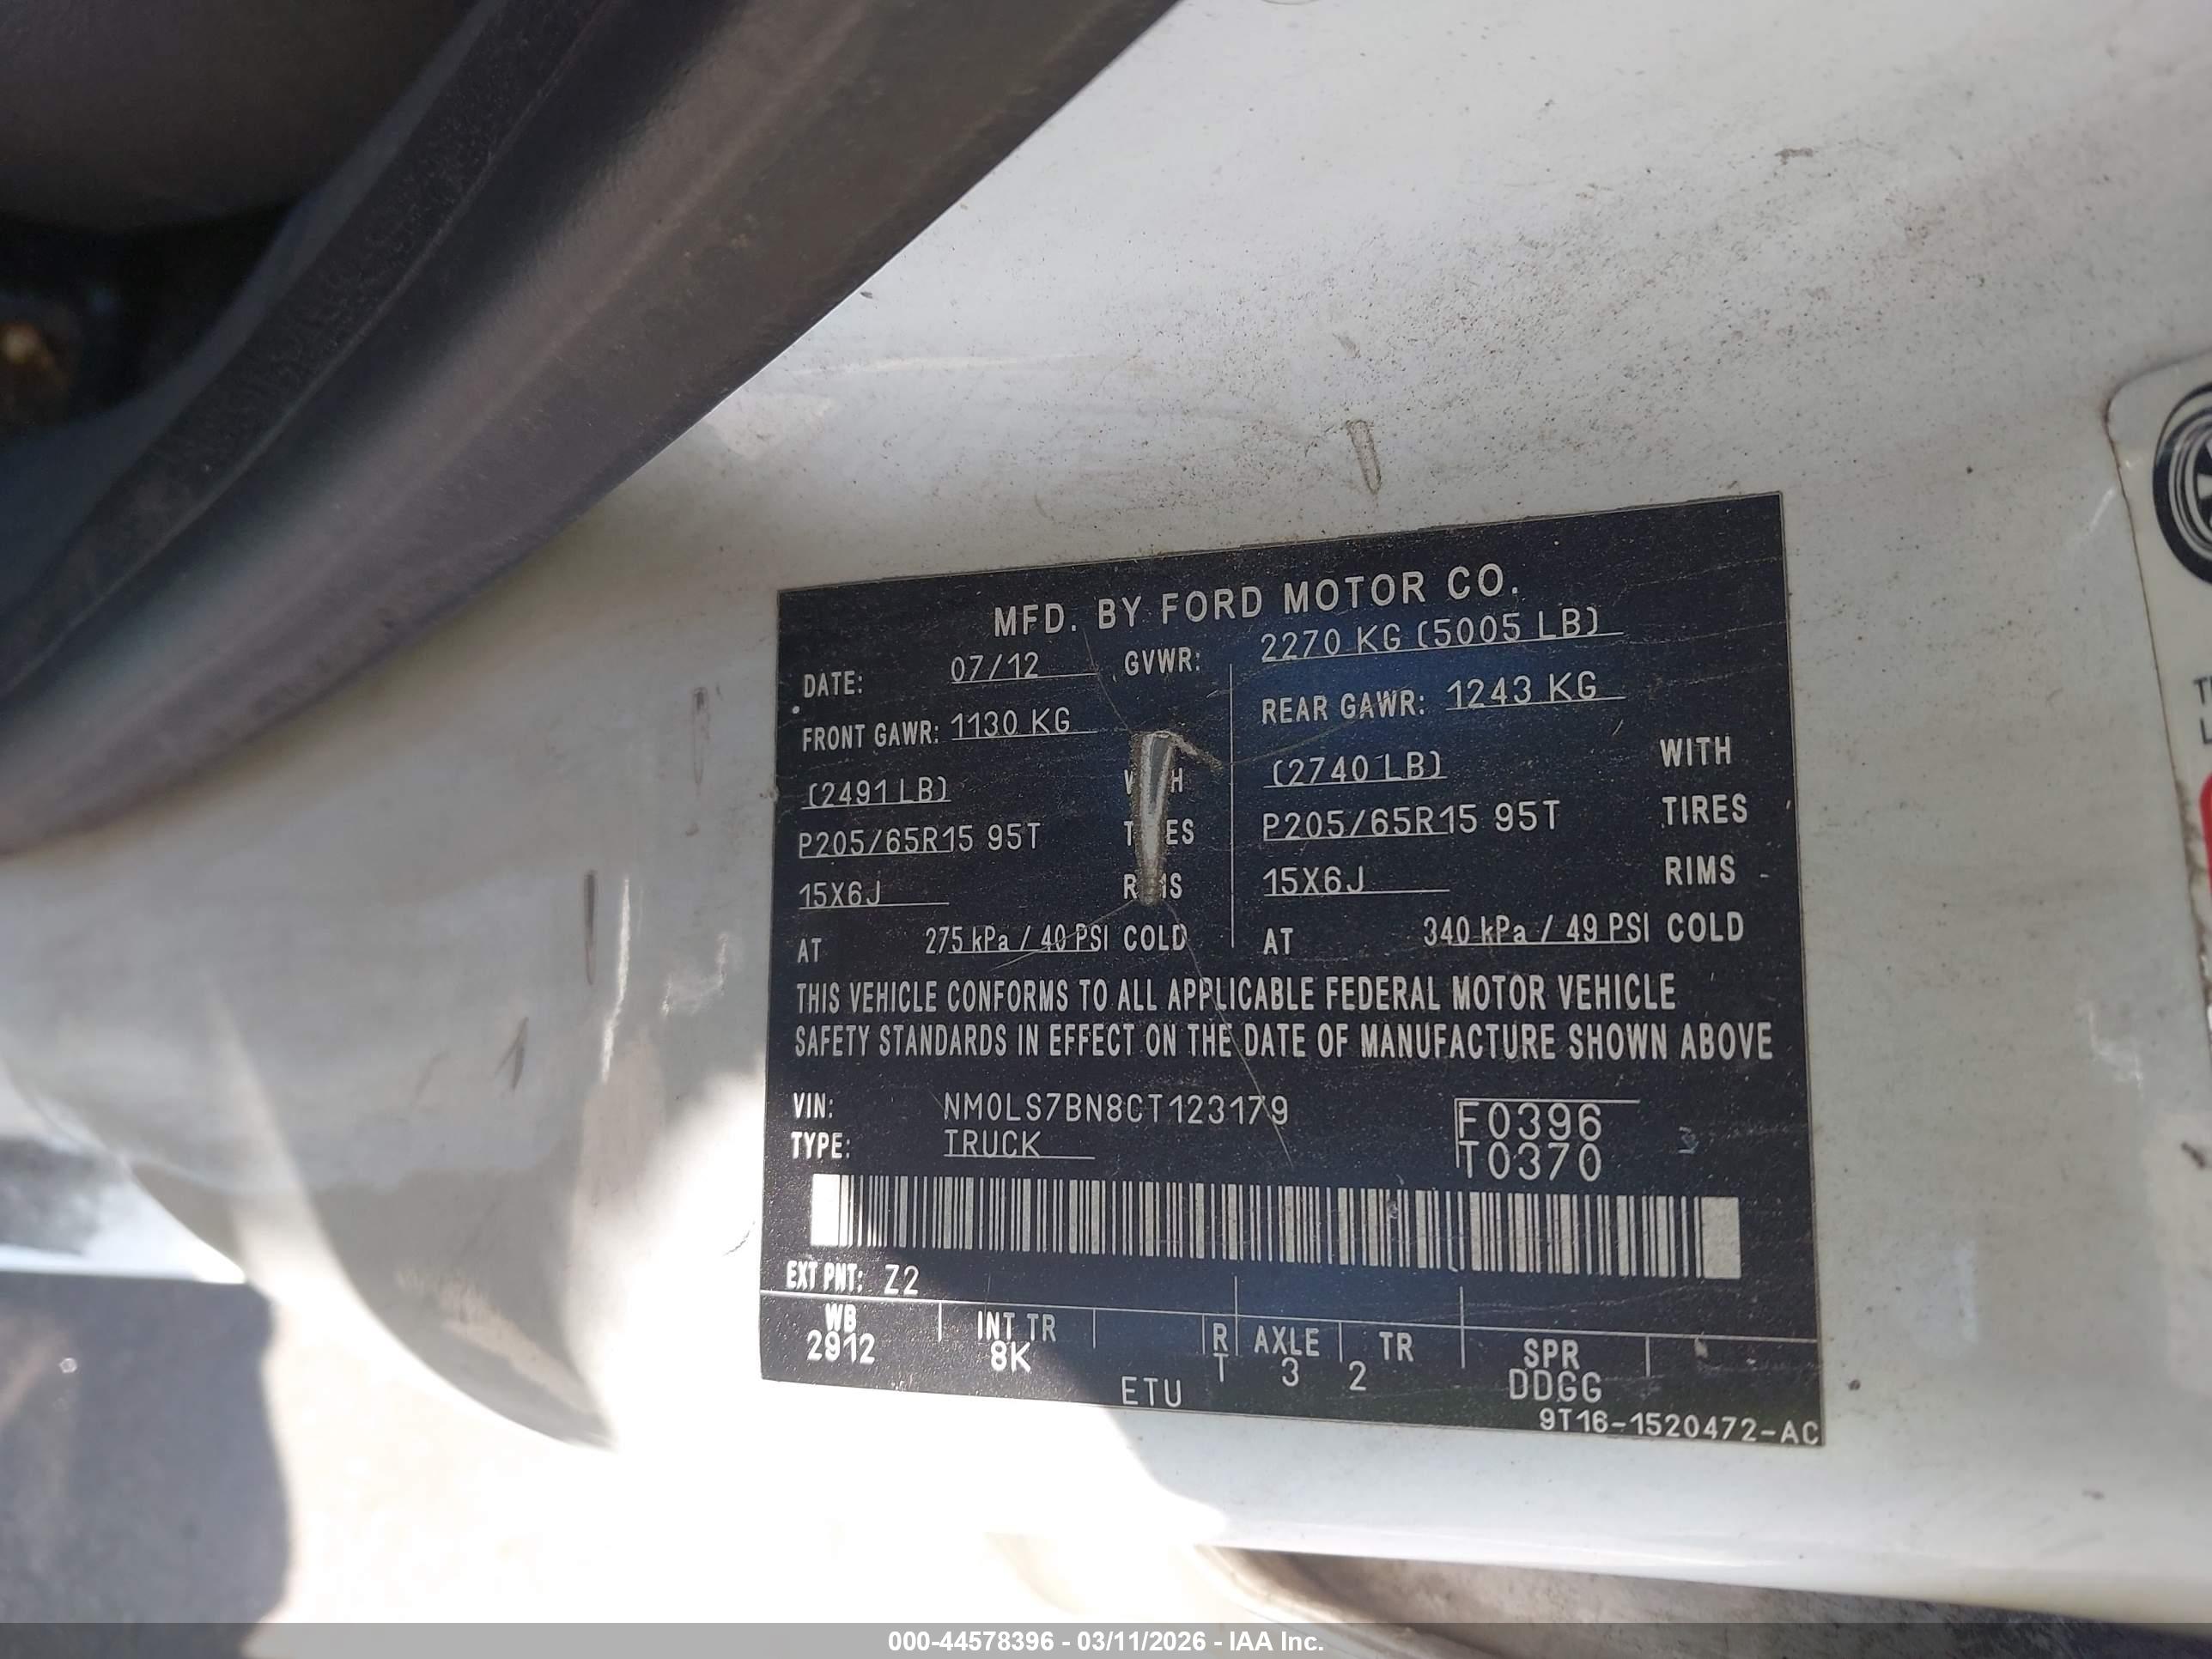 MFD. BY FORD MOTOR CO.
DATE: 07/12 GVWR: 2270 KG (5005 LB)
FRONT GAWR: 1130 KG REAR GAWR: 1243 KG
(2491 LB) WITH (2740 LB) WITH
P205/65R15 95T TIRES P205/65R15 95T TIRES
15X6J RIMS 15X6J RIMS
AT 275 kPa / 40 PSI COLD AT 340 kPa / 49 PSI COLD
THIS VEHICLE CONFORMS TO ALL APPLICABLE FEDERAL MOTOR VEHICLE
SAFETY STANDARDS IN EFFECT ON THE DATE OF MANUFACTURE SHOWN ABOVE
VIN: NM0LS7BN8CT123179 F0396
TYPE: TRUCK T0370
EXT PNT: Z2
WB INT TR R AXLE TR SPR
2912 8K T 3 2 DDGG
ETU
9T16-1520472-AC
000-44578396 - 03/11/2026 - IAA Inc.